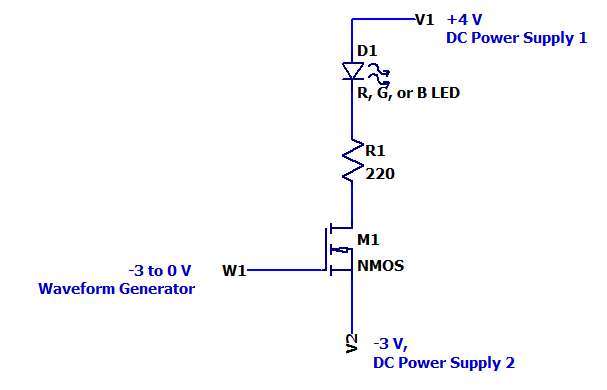 V1 +4 V
DC Power Supply 1
D1
R, G, or B LED
R1
220
M1
NMOS
-3 to 0 V W1
Waveform Generator
V2
-3 V,
DC Power Supply 2